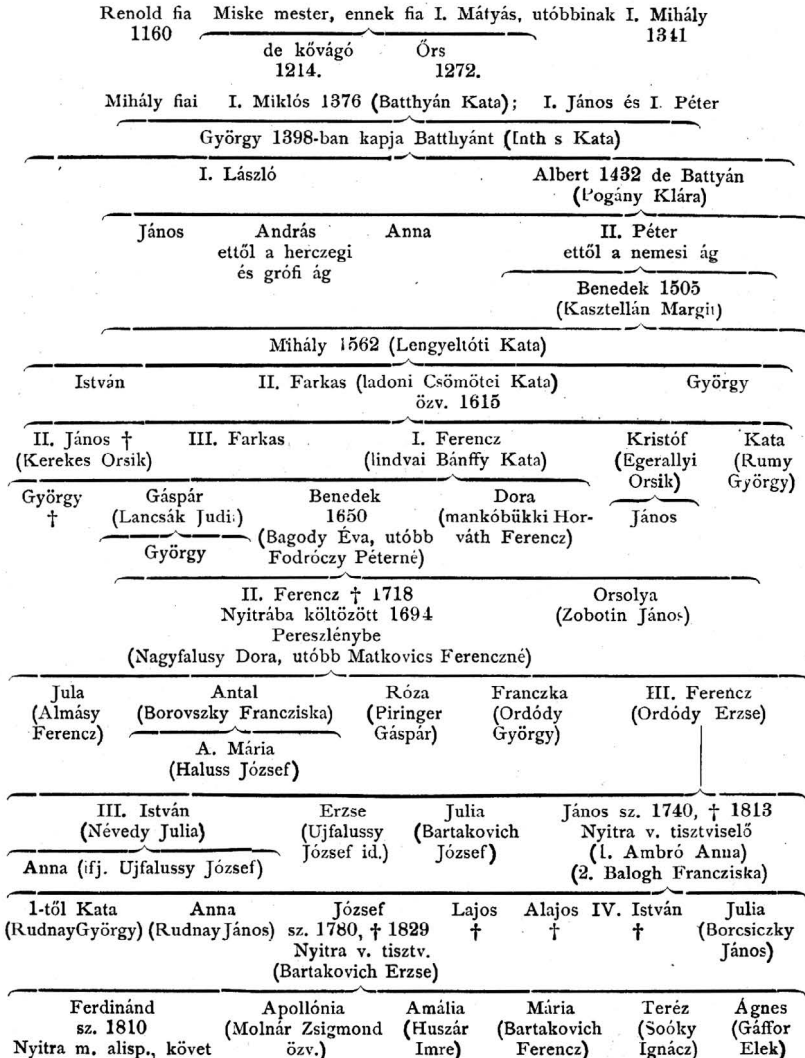 Renold fia Miske mester, ennek fia I. Mátyás, utóbbinak I. Mihály
1160 1341
de kővágó Őrs
1214. 1272.
Mihály fiai I. Miklós 1376 (Batthyán Kata); I. János és I. Péter
György 1398-ban kapja Batthyánt (Inth s Kata)
I. László Albert 1432 de Battyán
(Pogány Klára)
János András Anna II. Péter
ettől a herczegi ettől a nemesi ág
és grófi ág
Benedek 1505
(Kasztellán Margit)
Mihály 1562 (Lengyeltóti Kata)
István II. Farkas (ladoni Csömötei Kata) György
özv. 1615
II. János † III. Farkas I. Ferencz Kristóf Kata
(Kerekes Orsik) (lindvai Bánffy Kata) (Egerallyi (Rumy
Orsik) György)
György Gáspár Benedek Dora
† (Lancsák Judit) 1650 (mankóbükki Hor- János
György (Bagody Éva, utóbb váth Ferencz)
Fodróczy Péterné)
II. Ferencz † 1718 Orsolya
Nyitrába költözött 1694 (Zobotin János)
Pereszlénybe
(Nagyfalusy Dora, utóbb Matkovics Ferenczné)
Jula Antal Róza Franczka III. Ferencz
(Almásy (Borovszky Francziska) (Piringer (Ordódy (Ordódy Erzse)
Ferencz) Gáspár) György)
A. Mária
(Haluss József)
III. István Erzse Julia János sz. 1740, † 1813
(Névedy Julia) (Ujfalussy (Bartakovich Nyitra v. tisztviselő
József id.) József) (1. Ambró Anna)
Anna (ifj. Ujfalussy József) (2. Balogh Francziska)
1-től Kata Anna József Lajos Alajos IV. István Julia
(RudnayGyörgy) (RudnayJános) sz. 1780, † 1829 † † † (Borcsiczky
Nyitra v. tisztv. János)
(Bartakovich Erzse)
Ferdinánd Apollónia Amália Mária Teréz Ágnes
sz. 1810 (Molnár Zsigmond (Huszár (Bartakovich (Soóky (Gáffor
Nyitra m. alisp., követ özv.) Imre) Ferencz) Ignácz) Elek)